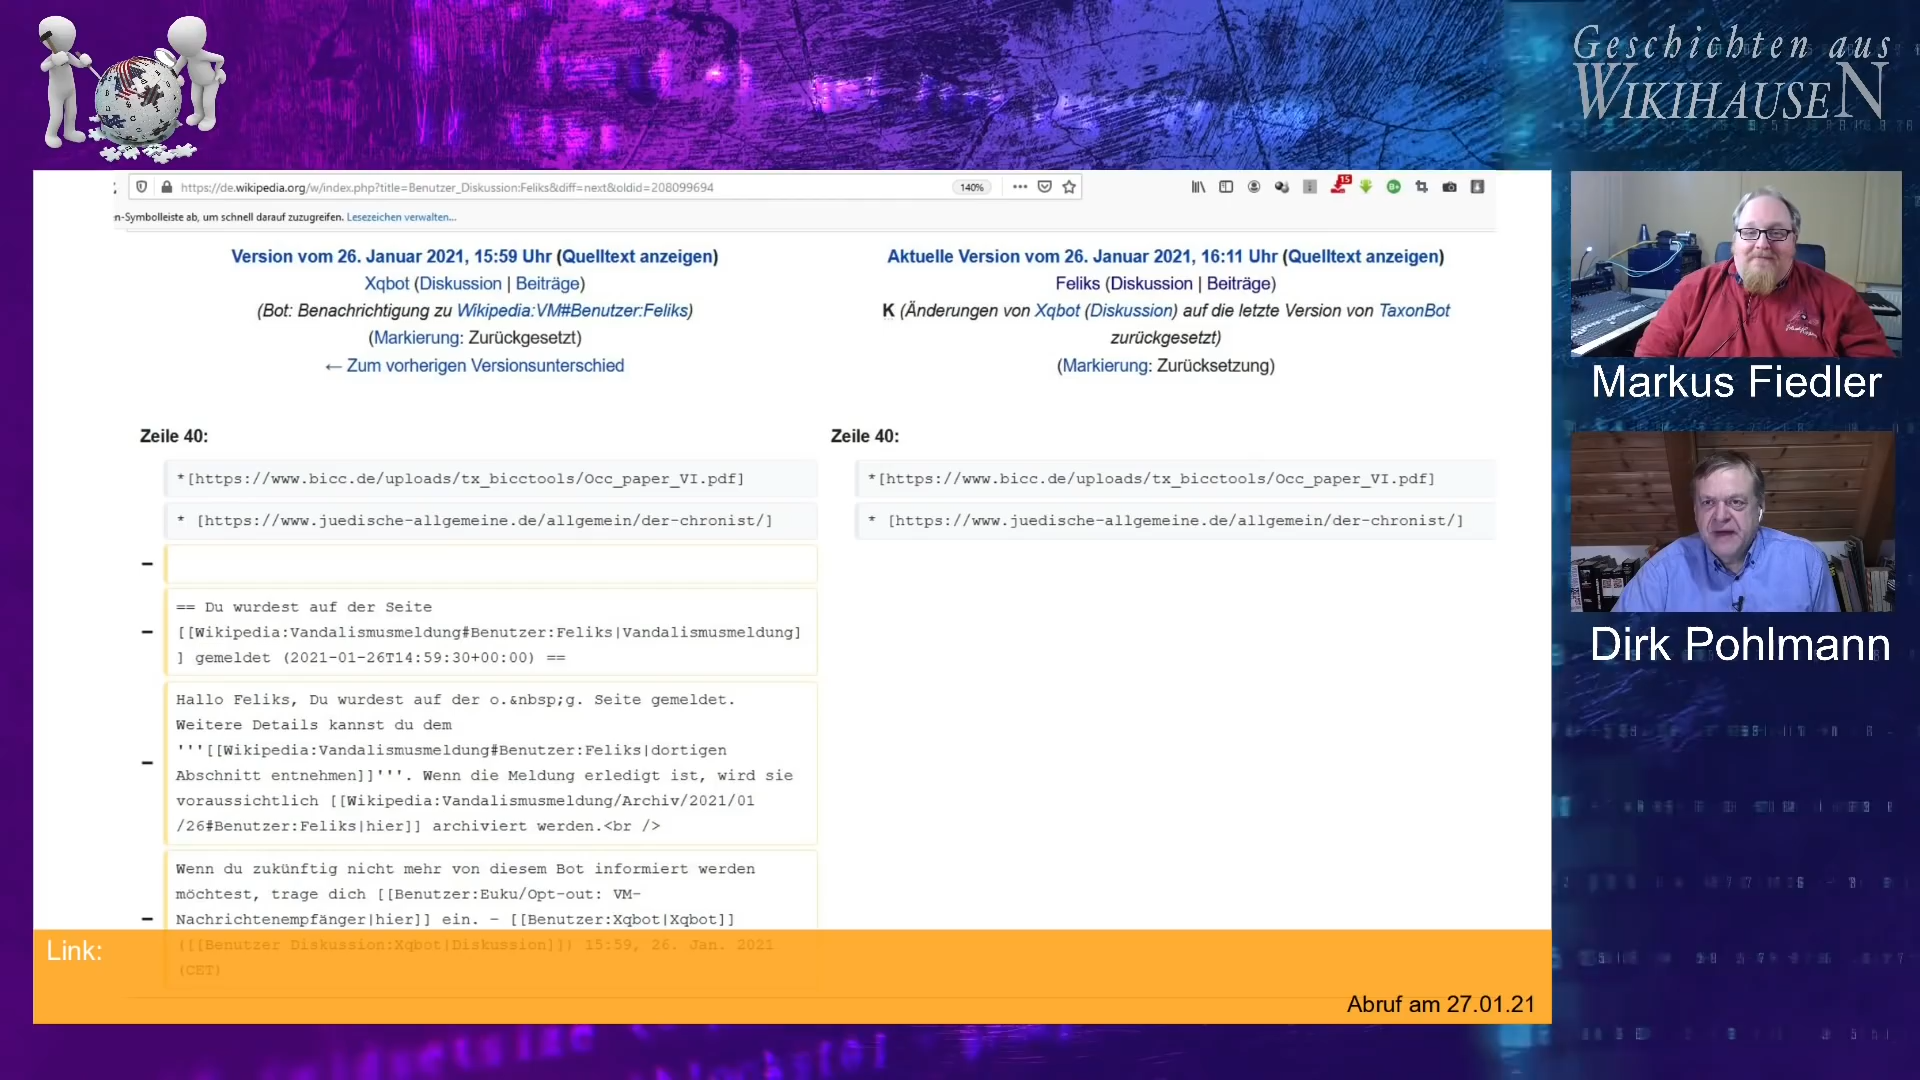 Geschichten aus
WIKIHAUSEN
https://de.wikipedia.org/w/index.php?title=Benutzer_Diskussion:Feliks&diff=next&oldid=208099694
140%
15
n-Symbolleiste ab, um schnell darauf zuzugreifen. Lesezeichen verwalten...
Version vom 26. Januar 2021, 15:59 Uhr (Quelltext anzeigen)
Xqbot (Diskussion | Beiträge)
(Bot: Benachrichtigung zu Wikipedia:VM#Benutzer:Feliks)
(Markierung: Zurückgesetzt)
← Zum vorherigen Versionsunterschied
Aktuelle Version vom 26. Januar 2021, 16:11 Uhr (Quelltext anzeigen)
Feliks (Diskussion | Beiträge)
K (Änderungen von Xqbot (Diskussion) auf die letzte Version von TaxonBot
zurückgesetzt)
(Markierung: Zurücksetzung)
Zeile 40:
*[https://www.bicc.de/uploads/tx_bicctools/Occ_paper_VI.pdf]
* [https://www.juedische-allgemeine.de/allgemein/der-chronist/]
== Du wurdest auf der Seite
[[Wikipedia:Vandalismusmeldung#Benutzer:Feliks|Vandalismusmeldung]
] gemeldet (2021-01-26T14:59:30+00:00) ==
Hallo Feliks, Du wurdest auf der o.&nbsp;g. Seite gemeldet.
Weitere Details kannst du dem
'''[[Wikipedia:Vandalismusmeldung#Benutzer:Feliks|dortigen
Abschnitt entnehmen]]'''. Wenn die Meldung erledigt ist, wird sie
voraussichtlich [[Wikipedia:Vandalismusmeldung/Archiv/2021/01
/26#Benutzer:Feliks|hier]] archiviert werden.<br />
Wenn du zukünftig nicht mehr von diesem Bot informiert werden
möchtest, trage dich [[Benutzer:Euku/Opt-out: VM-
Nachrichtenempfänger|hier]] ein. – [[Benutzer:Xqbot|Xqbot]]
([[Benutzer Diskussion:Xqbot|Diskussion]]) 15:59, 26. Jan. 2021
(CET)
Zeile 40:
*[https://www.bicc.de/uploads/tx_bicctools/Occ_paper_VI.pdf]
* [https://www.juedische-allgemeine.de/allgemein/der-chronist/]
Link:
Abruf am 27.01.21
Markus Fiedler
Dirk Pohlmann